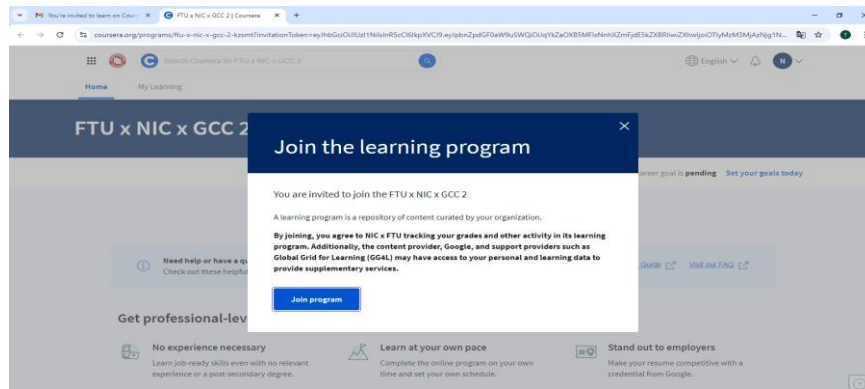 You're invited to learn on Cours
FTU x NIC x GCC 2 | Coursera
Search Coursera for FTU x NIC x GCC 2
English
N
Home
My Learning
FTU x NIC x GCC 2
Join the learning program
career goal is pending Set your goals today
You are invited to join the FTU x NIC x GCC 2
A learning program is a repository of content curated by your organization.
By joining, you agree to NIC x FTU tracking your grades and other activity in its learning
program. Additionally, the content provider, Google, and support providers such as
Global Grid for Learning (GG4L) may have access to your personal and learning data to
provide supplementary services.
Need help or have a qu
Check out these helpful
Guide
Visit our FAQ
Join program
Get professional-lev
No experience necessary
Learn job-ready skills even with no relevant
experience or a post-secondary degree.
Learn at your own pace
Complete the online program on your own
time and set your own schedule.
Stand out to employers
Make your resume competitive with a
credential from Google.